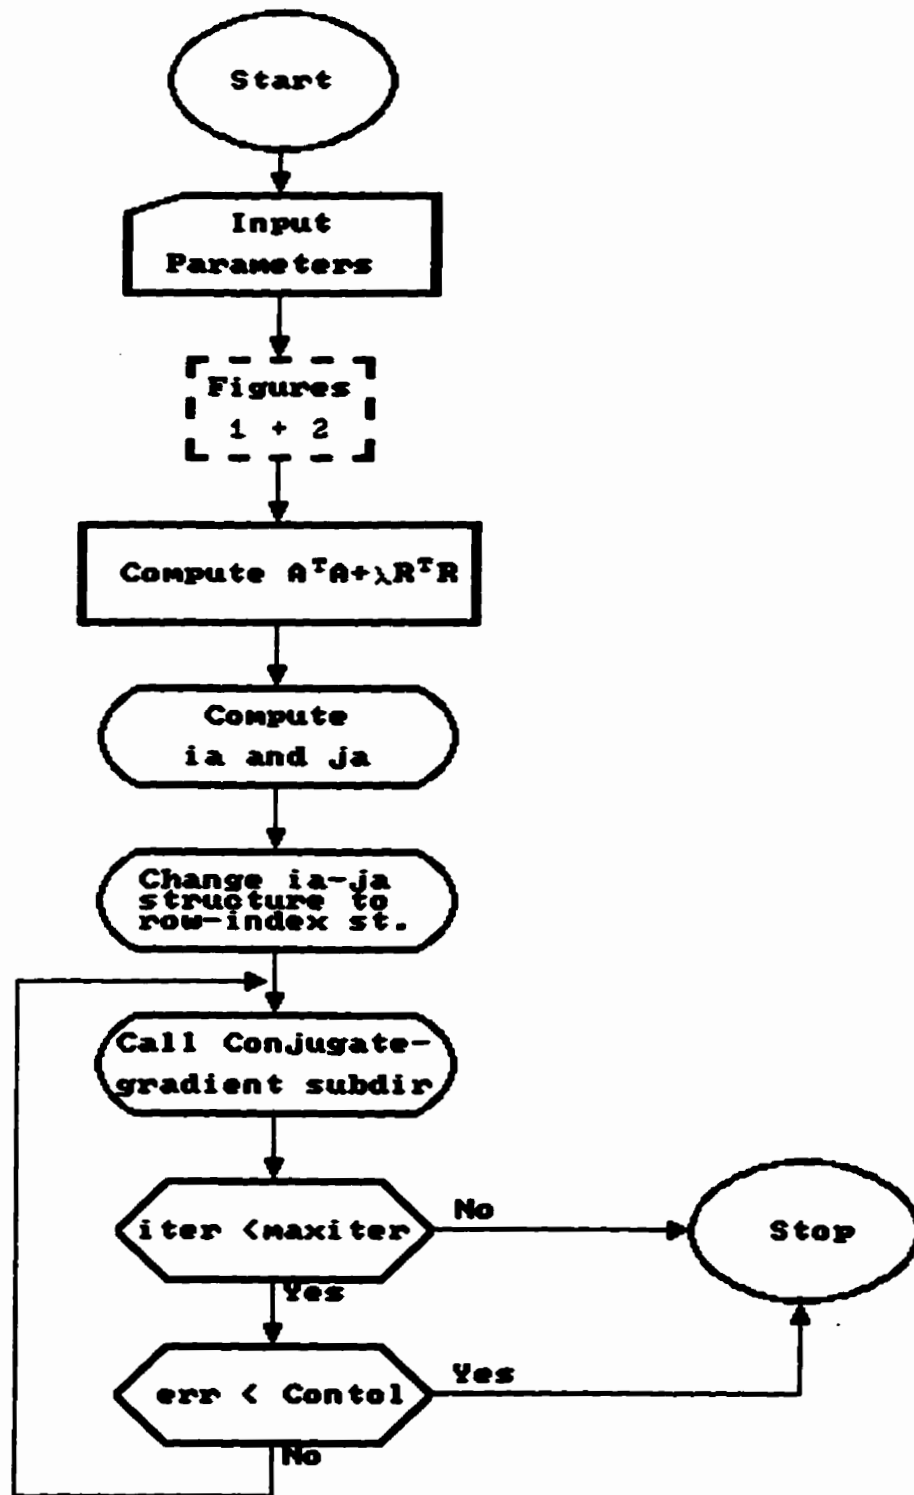 Start
Input
Parameters
Figures
1 + 2
Compute AᵀA+λRᵀR
Compute
ia and ja
Change ia-ja
structure to
row-index st.
Call Conjugate-
gradient subdir
iter <maxiter
No
Stop
Yes
err < Contol
Yes
No